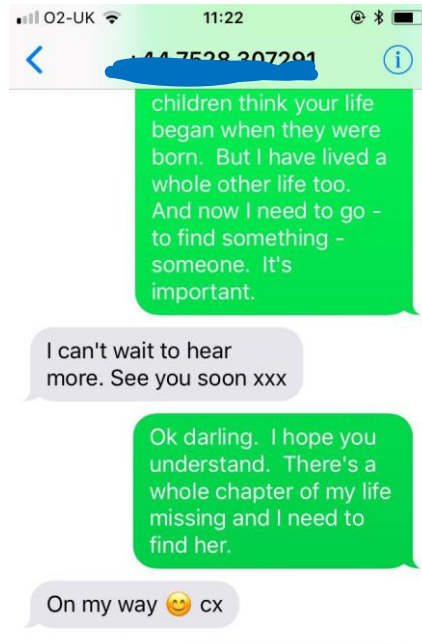 O2-UK 11:22
children think your life
began when they were
born. But I have lived a
whole other life too.
And now I need to go -
to find something -
someone. It's
important.
I can't wait to hear
more. See you soon xxx
Ok darling. I hope you
understand. There's a
whole chapter of my life
missing and I need to
find her.
On my way 😊 cx